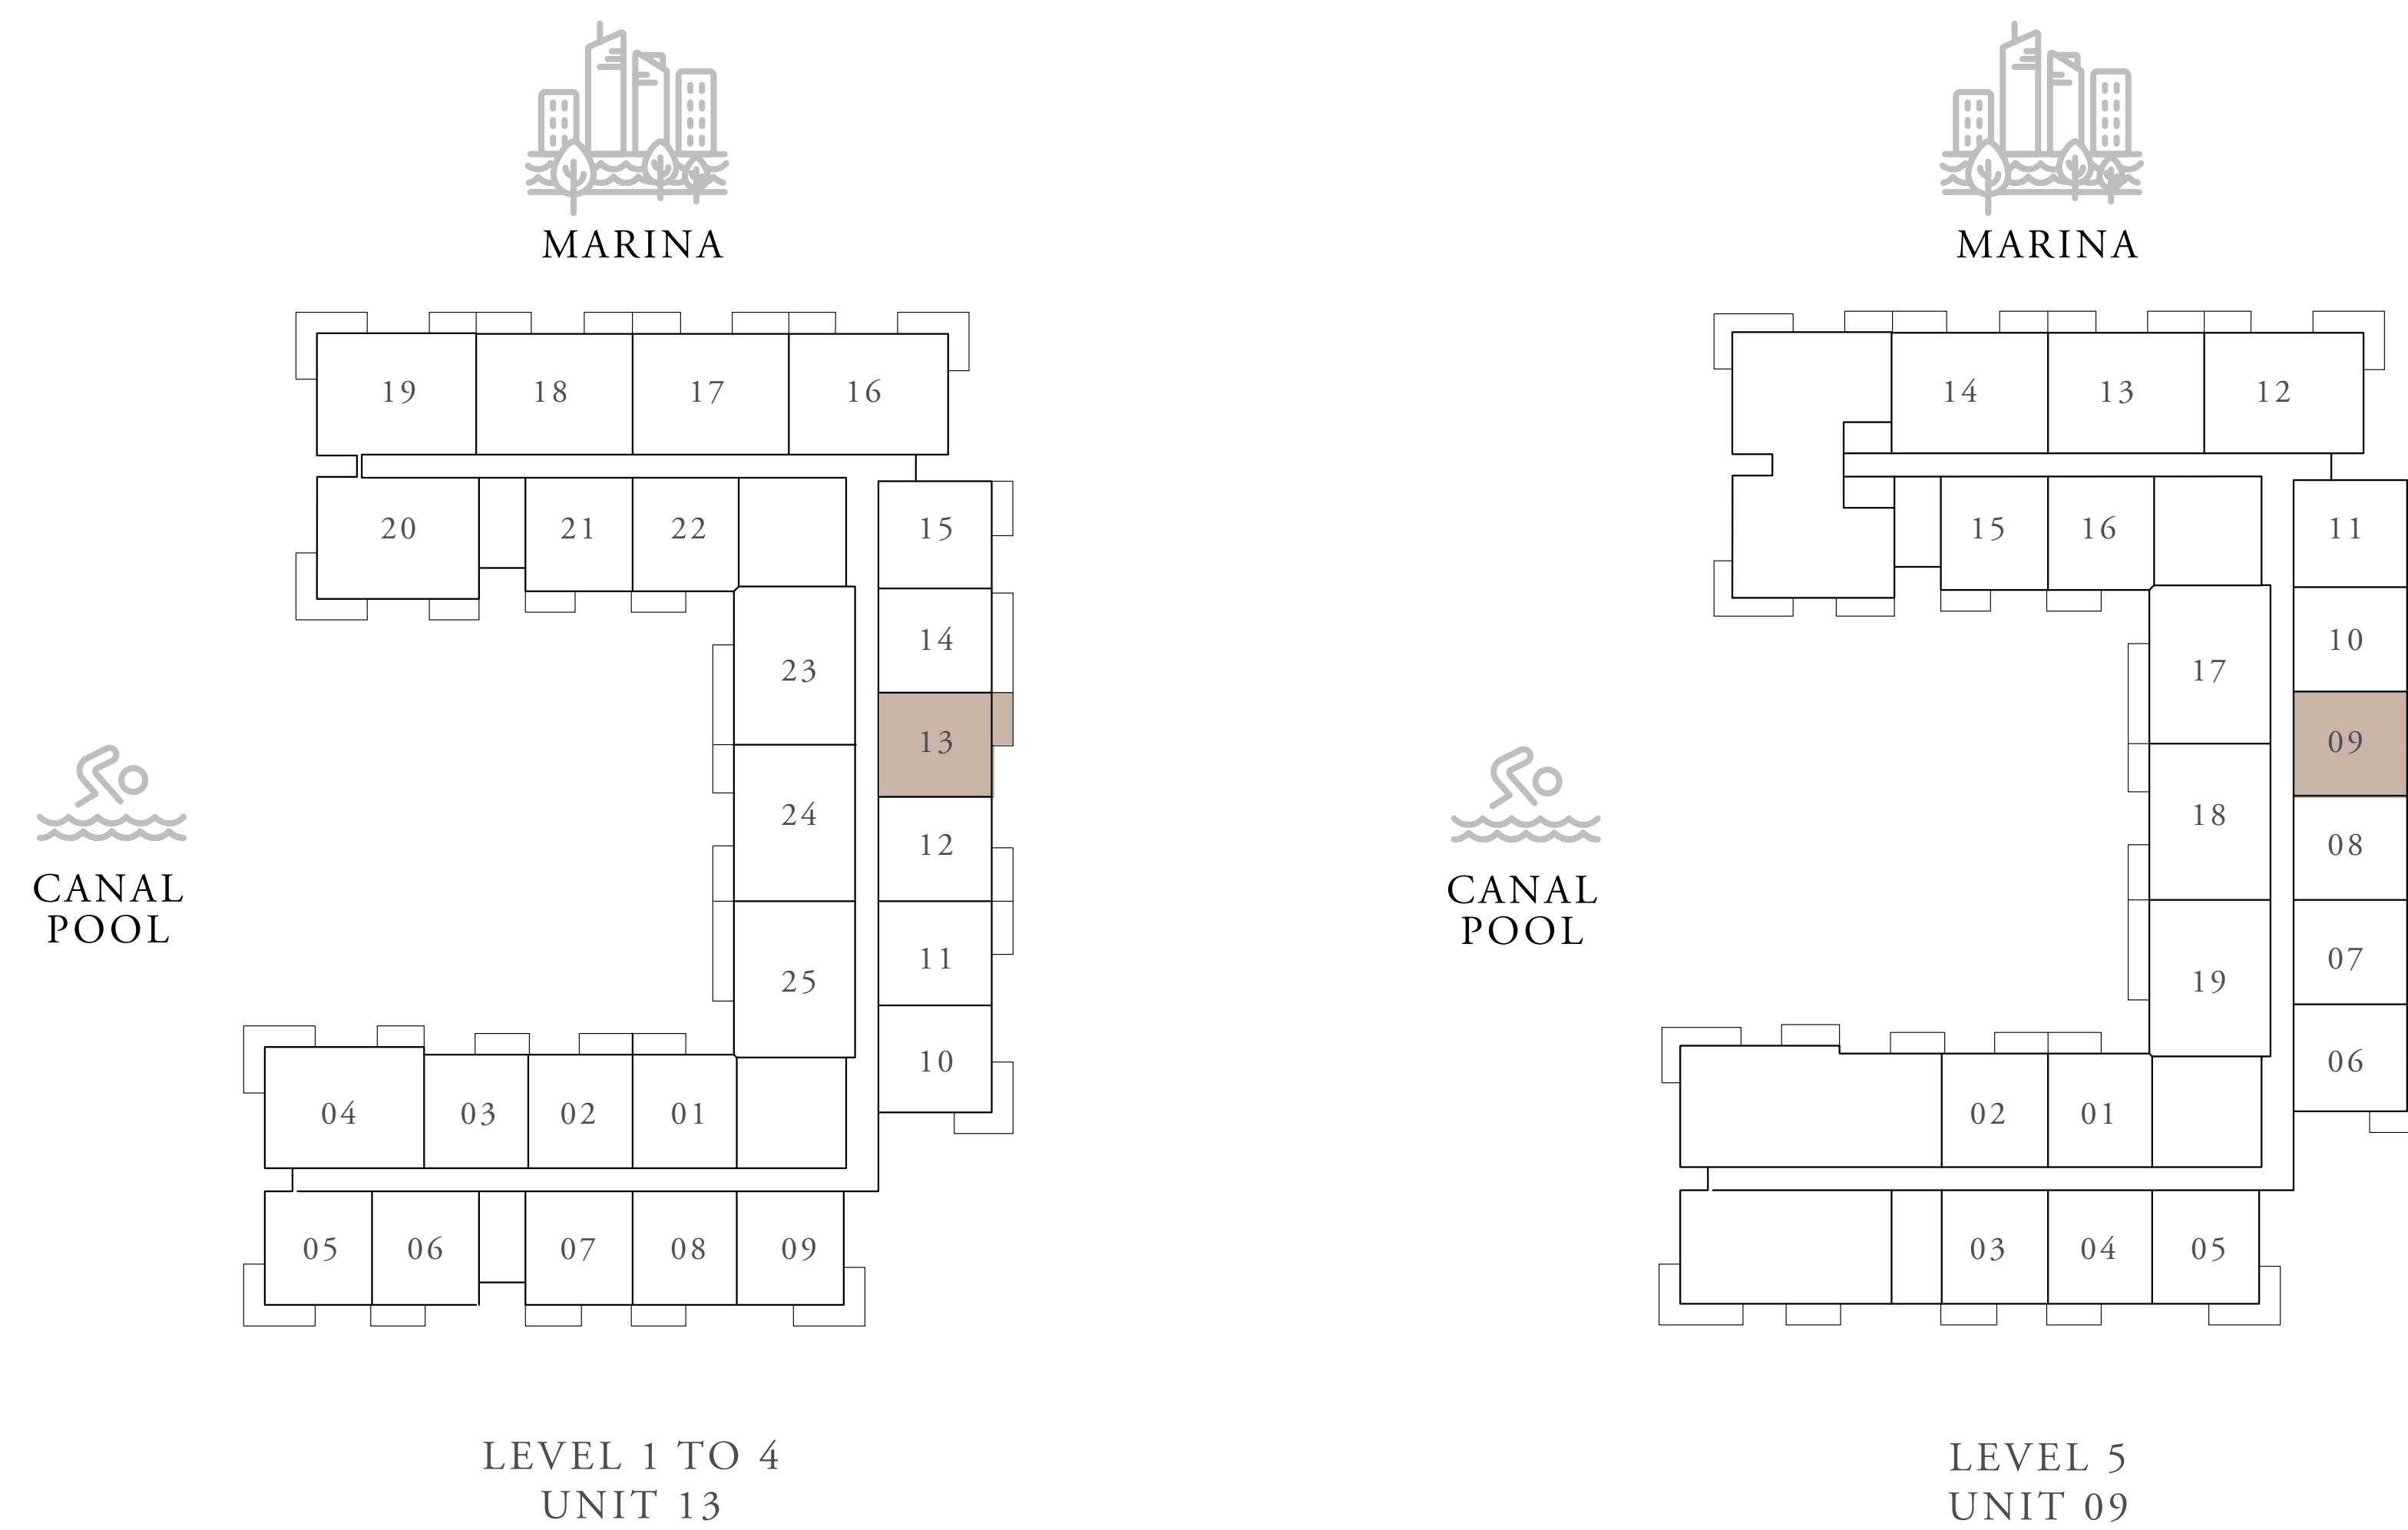 MARINA
19 18 17 16
20 21 22 15
14
23
13
CANAL
POOL
24
12
11
25
10
04 03 02 01
05 06 07 08 09
LEVEL 1 TO 4
UNIT 13
MARINA
14 13 12
15 16 11
10
17
09
CANAL
POOL
18
08
07
19
06
02 01
03 04 05
LEVEL 5
UNIT 09